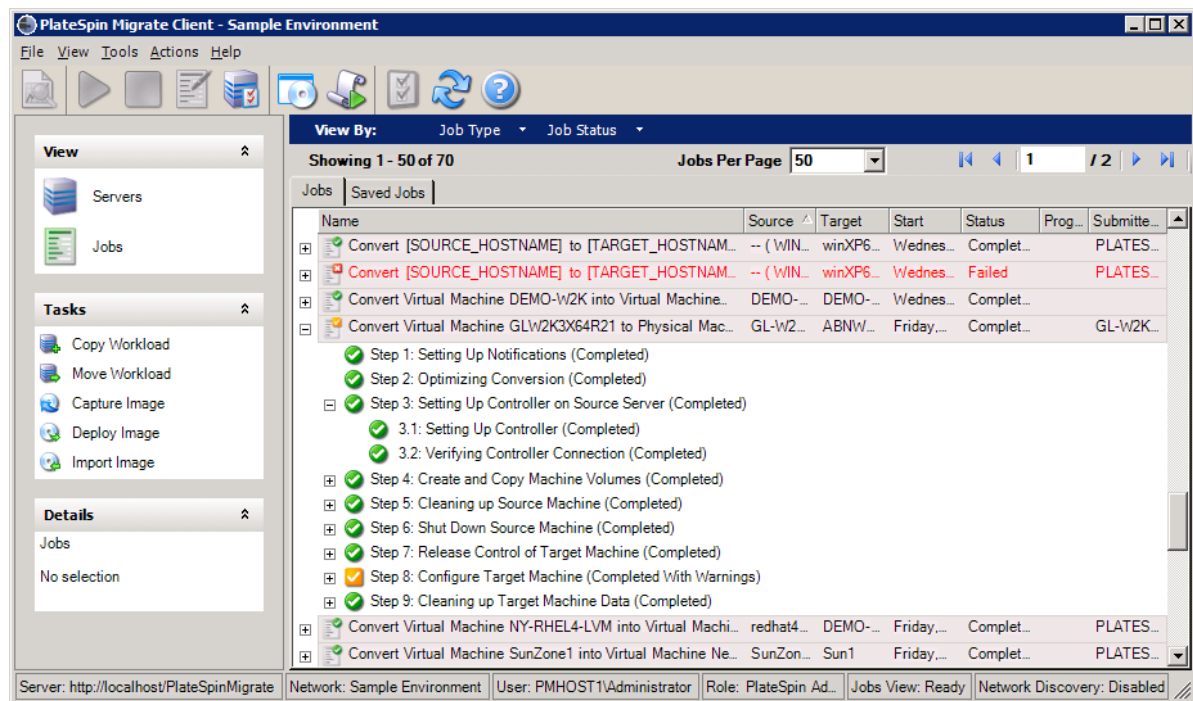 PlateSpin Migrate Client - Sample Environment
File View Tools Actions Help
View By: Job Type Job Status
View
Showing 1 - 50 of 70 Jobs Per Page 50 1 / 2
Servers
Jobs
Jobs Saved Jobs
Name Source Target Start Status Prog... Submitte...
Convert [SOURCE_HOSTNAME] to [TARGET_HOSTNAM... -- ( WIN... winXP6... Wednes... Complet... PLATES...
Convert [SOURCE_HOSTNAME] to [TARGET_HOSTNAM... -- ( WIN... winXP6... Wednes... Failed PLATES...
Convert Virtual Machine DEMO-W2K into Virtual Machine... DEMO-... DEMO-... Wednes... Complet...
Convert Virtual Machine GLW2K3X64R21 to Physical Mac... GL-W2... ABNW... Friday,... Complet... GL-W2K...
Step 1: Setting Up Notifications (Completed)
Step 2: Optimizing Conversion (Completed)
Step 3: Setting Up Controller on Source Server (Completed)
3.1: Setting Up Controller (Completed)
3.2: Verifying Controller Connection (Completed)
Step 4: Create and Copy Machine Volumes (Completed)
Step 5: Cleaning up Source Machine (Completed)
Step 6: Shut Down Source Machine (Completed)
Step 7: Release Control of Target Machine (Completed)
Step 8: Configure Target Machine (Completed With Warnings)
Step 9: Cleaning up Target Machine Data (Completed)
Convert Virtual Machine NY-RHEL4-LVM into Virtual Machi... redhat4... DEMO-... Friday,... Complet... PLATES...
Convert Virtual Machine SunZone1 into Virtual Machine Ne... SunZon... Sun1 Friday,... Complet... PLATES...
Tasks
Copy Workload
Move Workload
Capture Image
Deploy Image
Import Image
Details
Jobs
No selection
Server: http://localhost/PlateSpinMigrate Network: Sample Environment User: PMHOST1\Administrator Role: PlateSpin Ad... Jobs View: Ready Network Discovery: Disabled